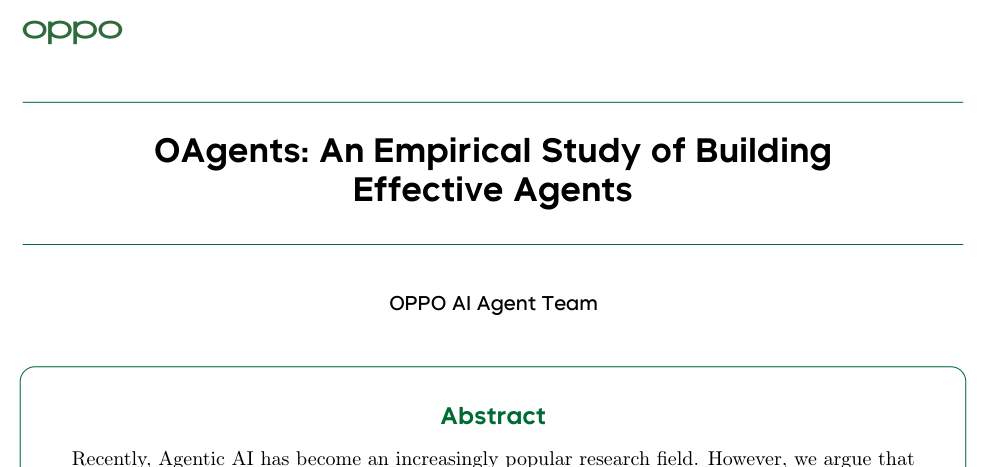 oppo
OAgents: An Empirical Study of Building
Effective Agents
OPPO AI Agent Team
Abstract
Recently, Agentic AI has become an increasingly popular research field. However, we argue that